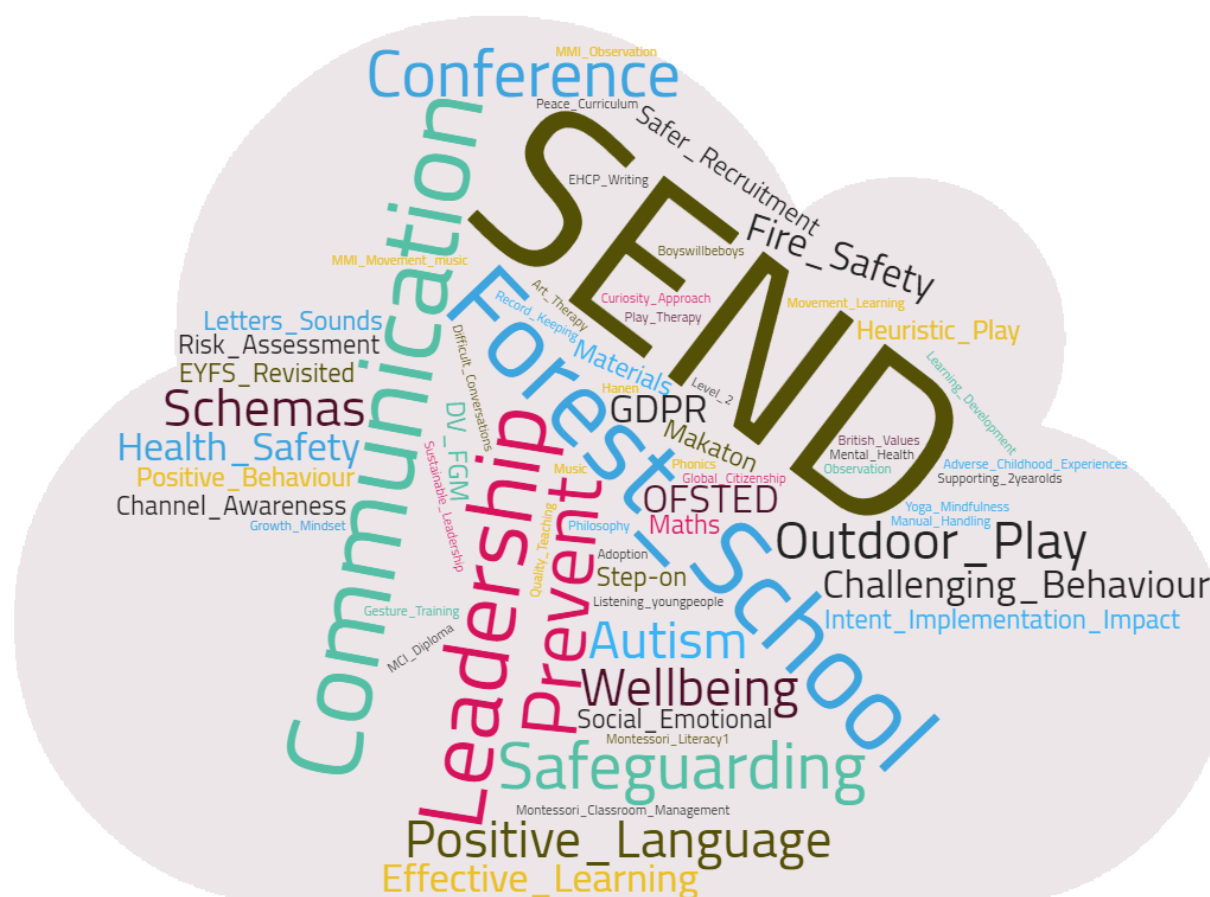 MMI_Observation
Conference
Peace_Curriculum
Communication
SEND
Safer_Recruitment
EHCP_Writing
Fire_Safety
Boyswillbeboys
MMI_Movement_music
Forest_School
Art_Therapy
Record_Keeping
Curiosity_Approach
Play_Therapy
Movement_Learning
Heuristic_Play
Letters_Sounds
Risk_Assessment
EYFS_Revisited
Schemas
Health_Safety
Positive_Behaviour
Channel_Awareness
Growth_Mindset
Difficult_Conversations
Materials
Hanen
Level_2
Learning_Development
GDPR
Makaton
DV_FGM
Leadership
Sustainable_Leadership
British_Values
Mental_Health
Observation
Adverse_Childhood_Experiences
Supporting_2yearolds
Music
Phonics
Global_Citizenship
Prevent
OFSTED
Quality_Teaching
Philosophy
Maths
Yoga_Mindfulness
Manual_Handling
Outdoor_Play
Adoption
Step-on
Challenging_Behaviour
Listening_youngpeople
Gesture_Training
Intent_Implementation_Impact
MCI_Diploma
Autism
Wellbeing
Social_Emotional
Montessori_Literacy1
Safeguarding
Montessori_Classroom_Management
Positive_Language
Effective_Learning